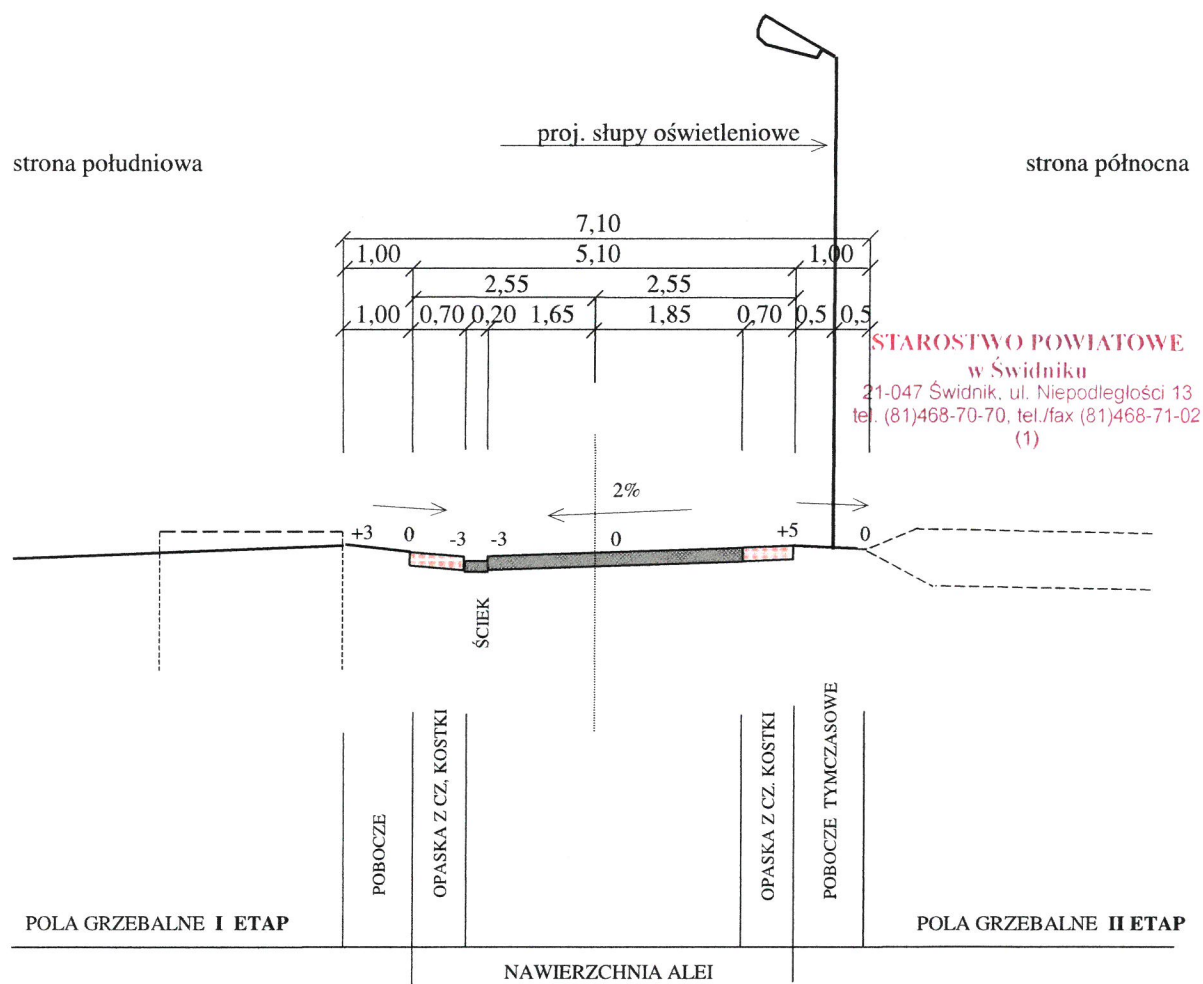 proj. słupy oświetleniowe
strona południowa
strona północna
7,10
1,00 5,10 1,00
2,55 2,55
1,00 0,70 0,20 1,65 1,85 0,70 0,5 0,5
STAROSTWO POWIATOWE
w Świdniku
21-047 Świdnik, ul. Niepodległości 13
tel. (81)468-70-70, tel./fax (81)468-71-02
(1)
2%
+3 0 -3 -3 0 +5 0
ŚCIEK
POBOCZE
OPASKA Z CZ, KOSTKI
OPASKA Z CZ. KOSTKI
POBOCZE TYMCZASOWE
POLA GRZEBALNE I ETAP
POLA GRZEBALNE II ETAP
NAWIERZCHNIA ALEI